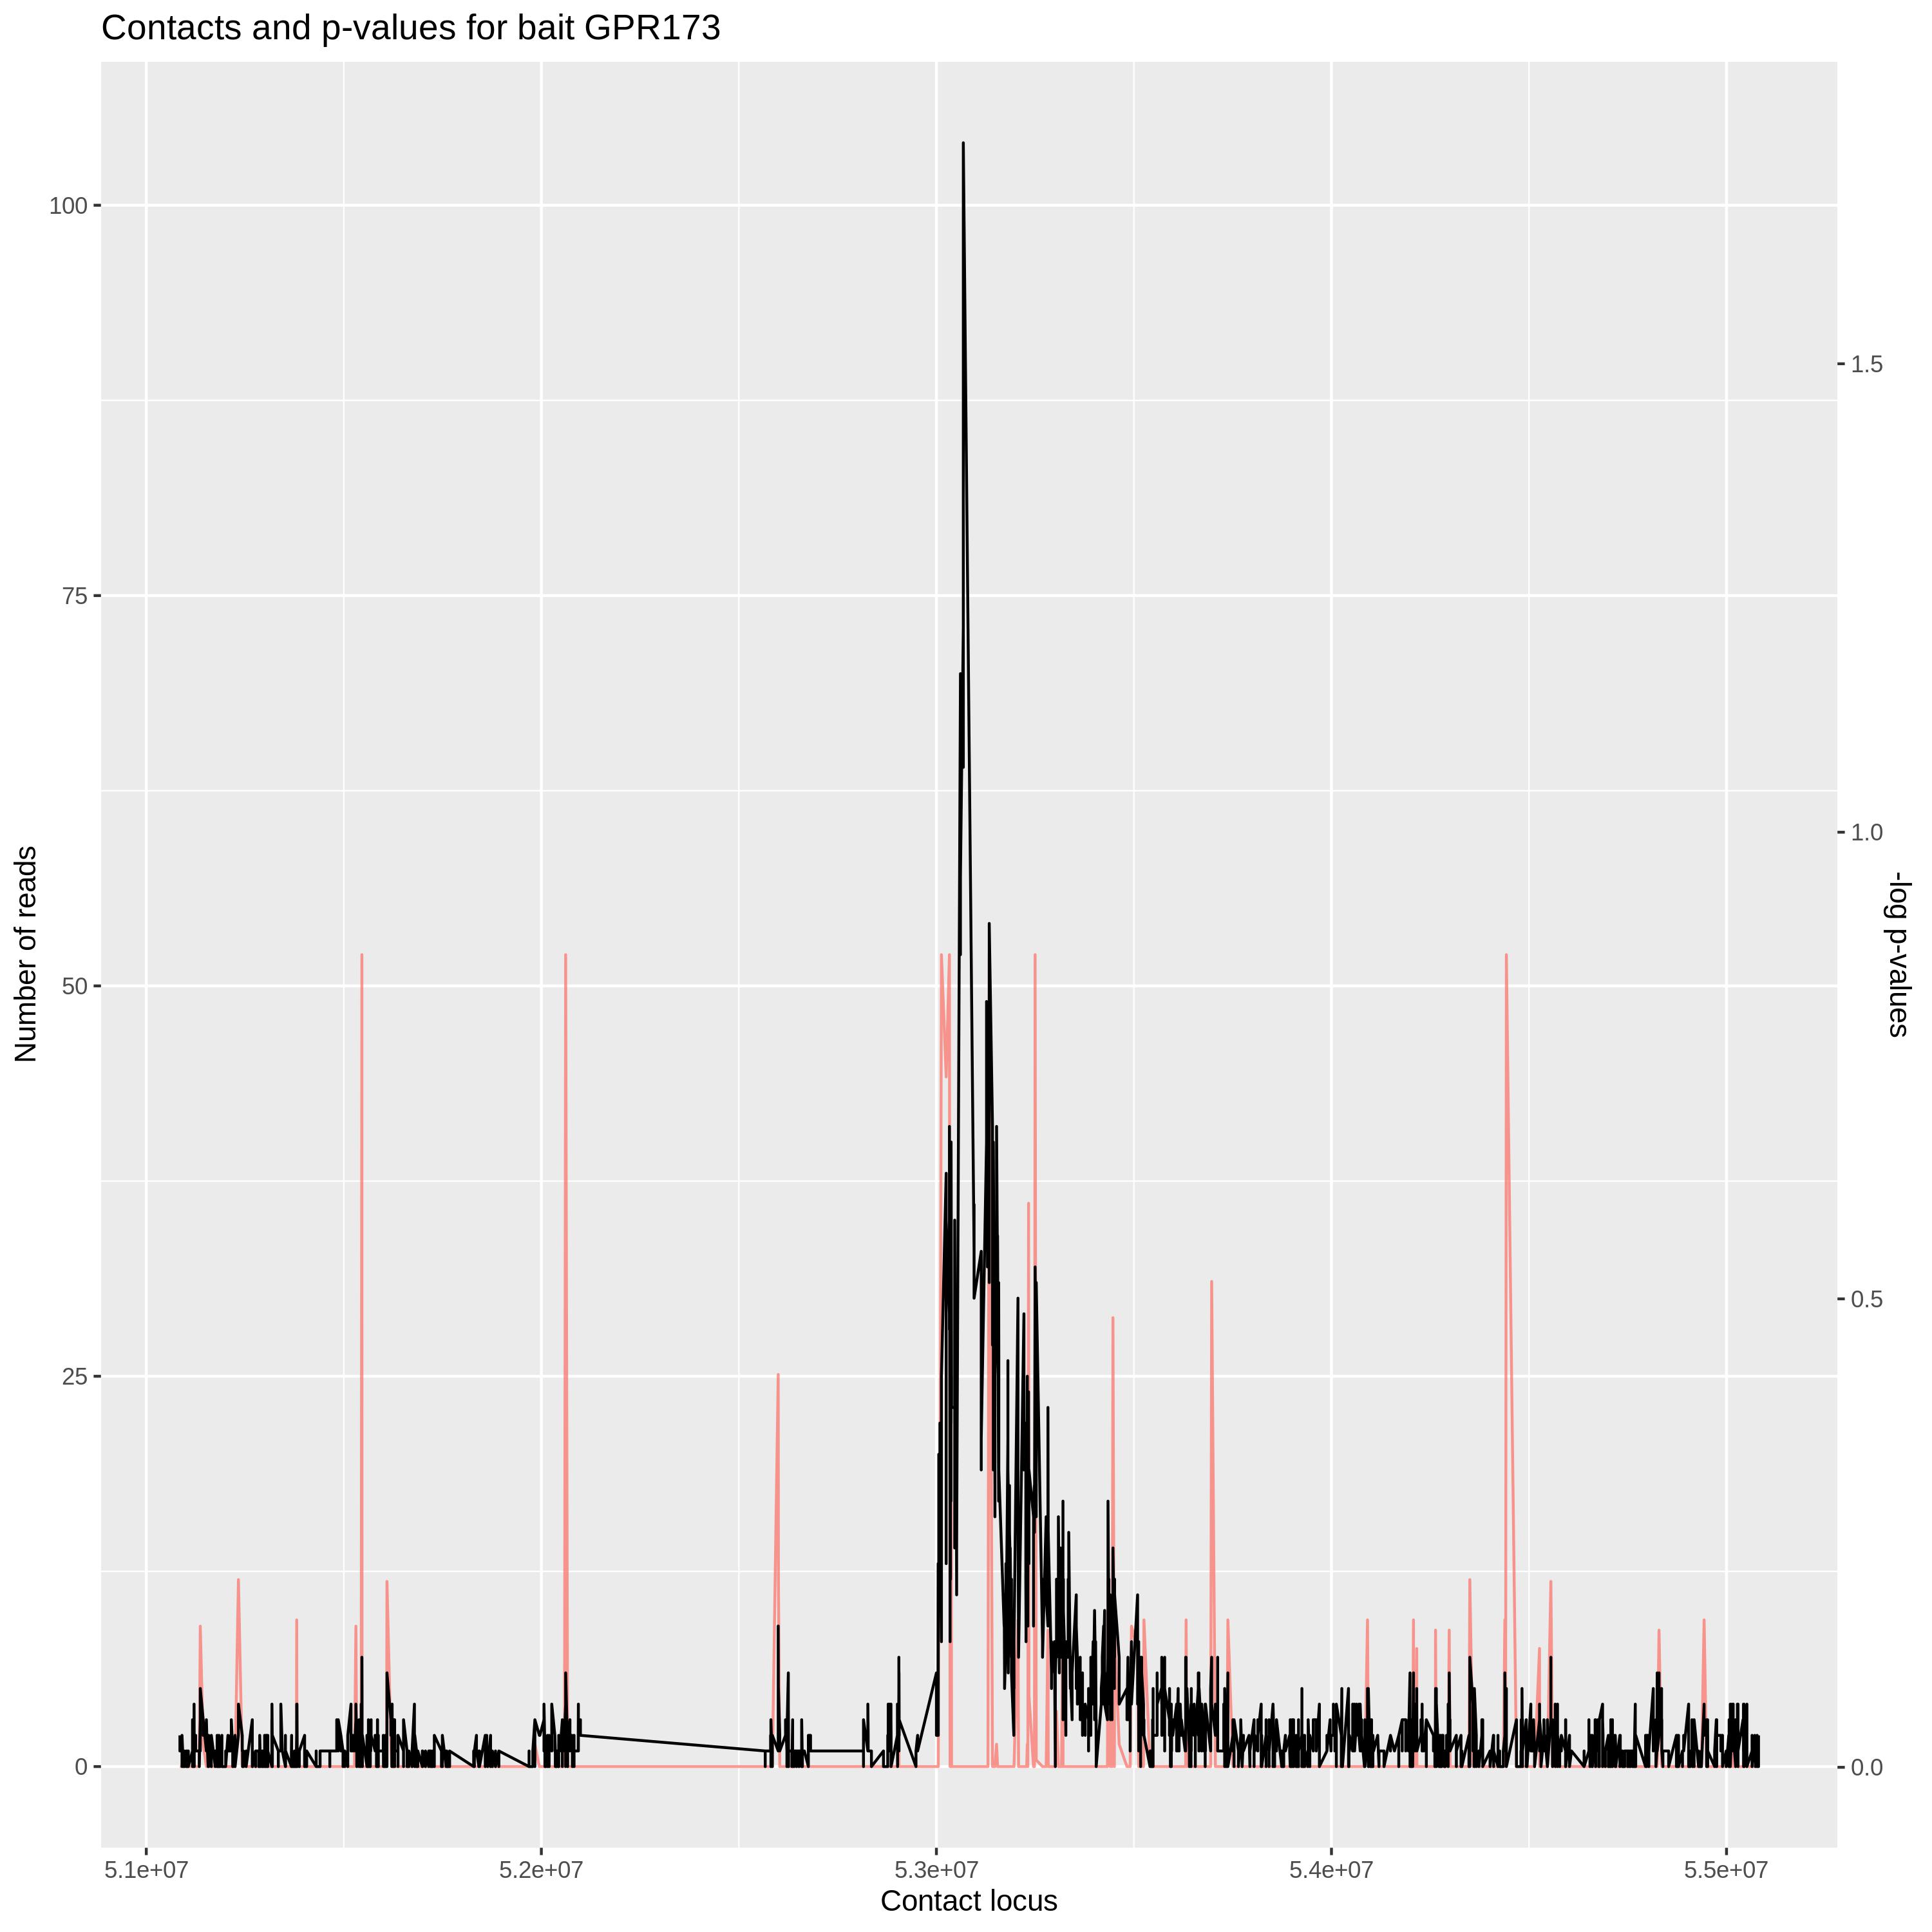 Contacts and p-values for bait GPR173
100
75
50
25
0
Number of reads
1.5
1.0
0.5
0.0
-log p-values
5.1e+07 5.2e+07 5.3e+07 5.4e+07 5.5e+07
Contact locus